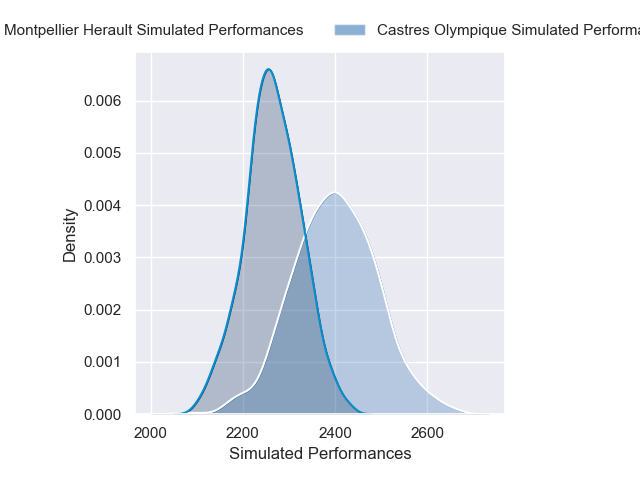 Montpellier Herault Simulated Performances
Castres Olympique Simulated
Density
0.006
0.005
0.004
0.003
0.002
0.001
0.000
2000 2200 2400 2600
Simulated Performances